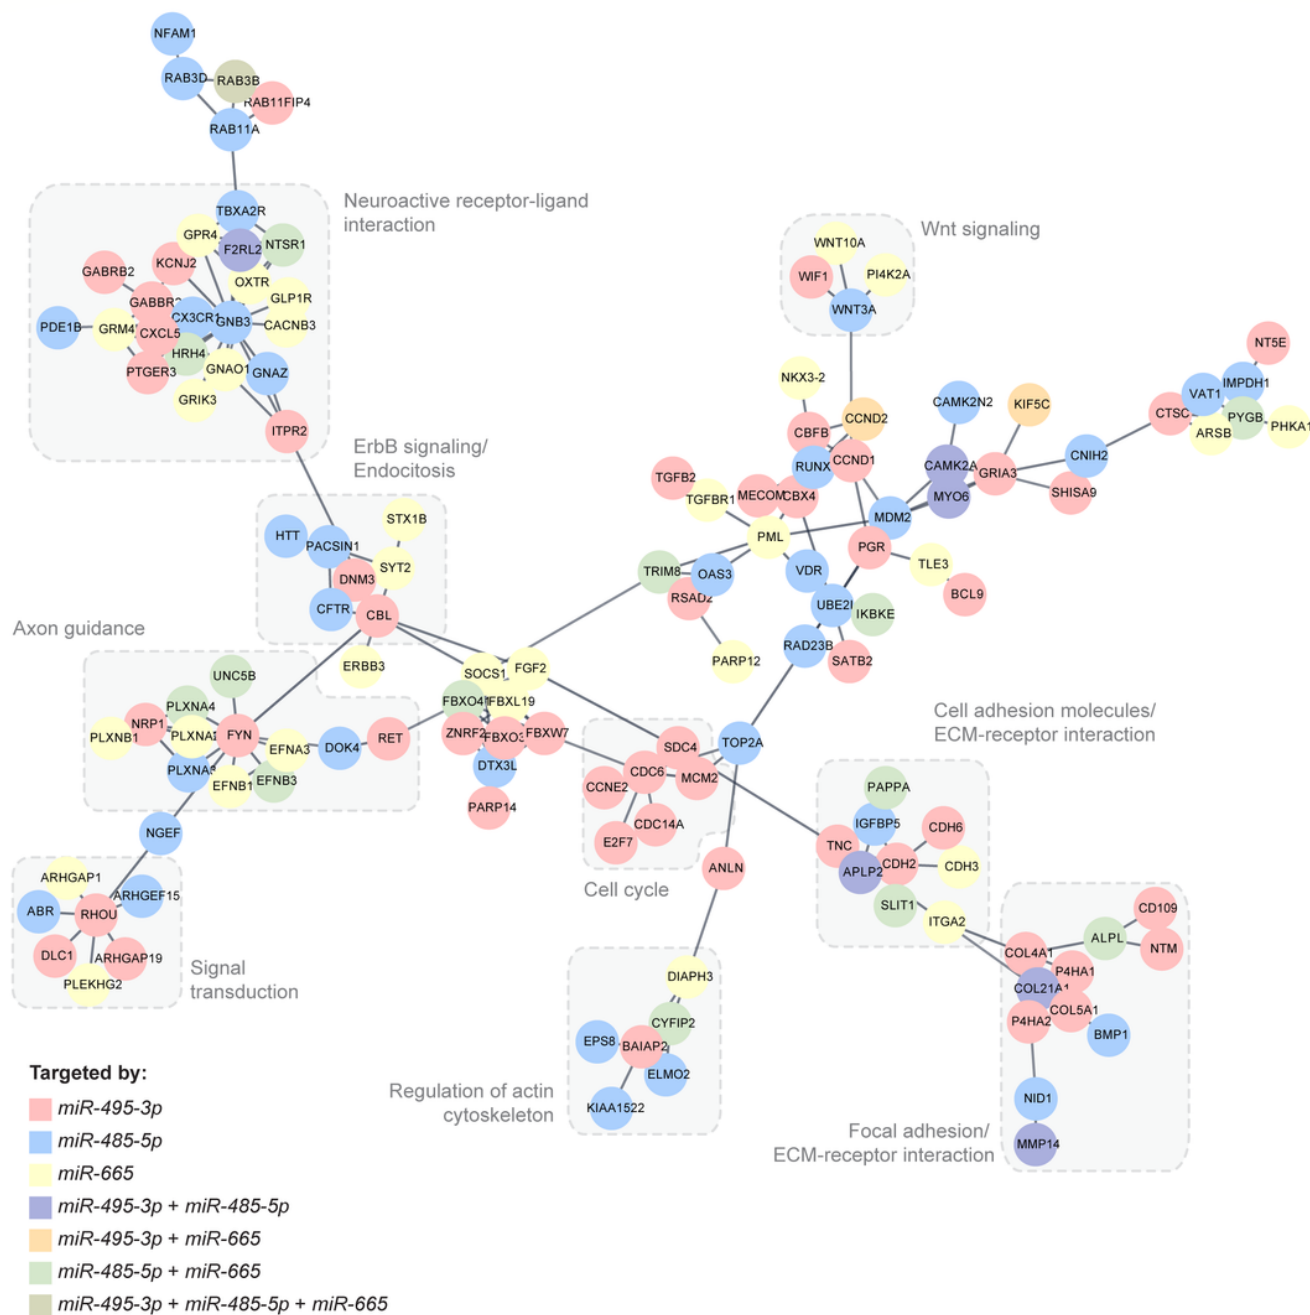 NFAM1
RAB3D
RAB3B
RAB11FIP4
RAB11A
Neuroactive receptor-ligand
interaction
TBXA2R
GPR4
F2RL2
NTSR1
GABRB2
KCNJ2
OXTR
GLP1R
GABBR2
CX3CR1
GNB3
CACNB3
PDE1B
GRM4
CXCL5
HRH4
PTGER3
GNAO1
GNAZ
GRIK3
ITPR2
Wnt signaling
WNT10A
WIF1
PI4K2A
WNT3A
NKX3-2
CCND2
CBFB
RUNX
CCND1
TGFB2
TGFBR1
MECOM
CBX4
MDM2
PML
PGR
TRIM8
OAS3
VDR
RSAD2
UBE2I
IKBKE
TLE3
BCL9
PARP12
RAD23B
SATB2
CAMK2N2
KIF5C
CAMK2A
MYO6
GRIA3
SHISA9
CNIH2
NT5E
IMPDH1
VAT1
CTSC
PYGB
ARSB
PHKA1
ErbB signaling/
Endocitosis
STX1B
HTT
PACSIN1
SYT2
DNM3
CFTR
CBL
ERBB3
Axon guidance
UNC5B
PLXNA4
NRP1
PLXNB1
FYN
EFNA3
EFNB1
EFNB3
DOK4
RET
NGEF
SOCS1
FGF2
FBXL19
ZNRF2
FBXO3
FBXW7
DTX3L
PARP14
SDC4
TOP2A
CDC6
MCM2
CCNE2
CDC14A
E2F7
Cell cycle
ANLN
Cell adhesion molecules/
ECM-receptor interaction
PAPPA
IGFBP5
CDH6
TNC
APLP2
CDH2
CDH3
SLIT1
ITGA2
ARHGAP1
ARHGEF15
ABR
RHOU
DLC1
ARHGAP19
PLEKHG2
Signal
transduction
DIAPH3
CYFIP2
EPS8
BAIAP2
ELMO2
KIAA1522
Regulation of actin
cytoskeleton
CD109
ALPL
NTM
COL4A1
P4HA1
COL21A1
COL5A1
P4HA2
BMP1
NID1
MMP14
Focal adhesion/
ECM-receptor interaction
Targeted by:
miR-495-3p
miR-485-5p
miR-665
miR-495-3p + miR-485-5p
miR-495-3p + miR-665
miR-485-5p + miR-665
miR-495-3p + miR-485-5p + miR-665